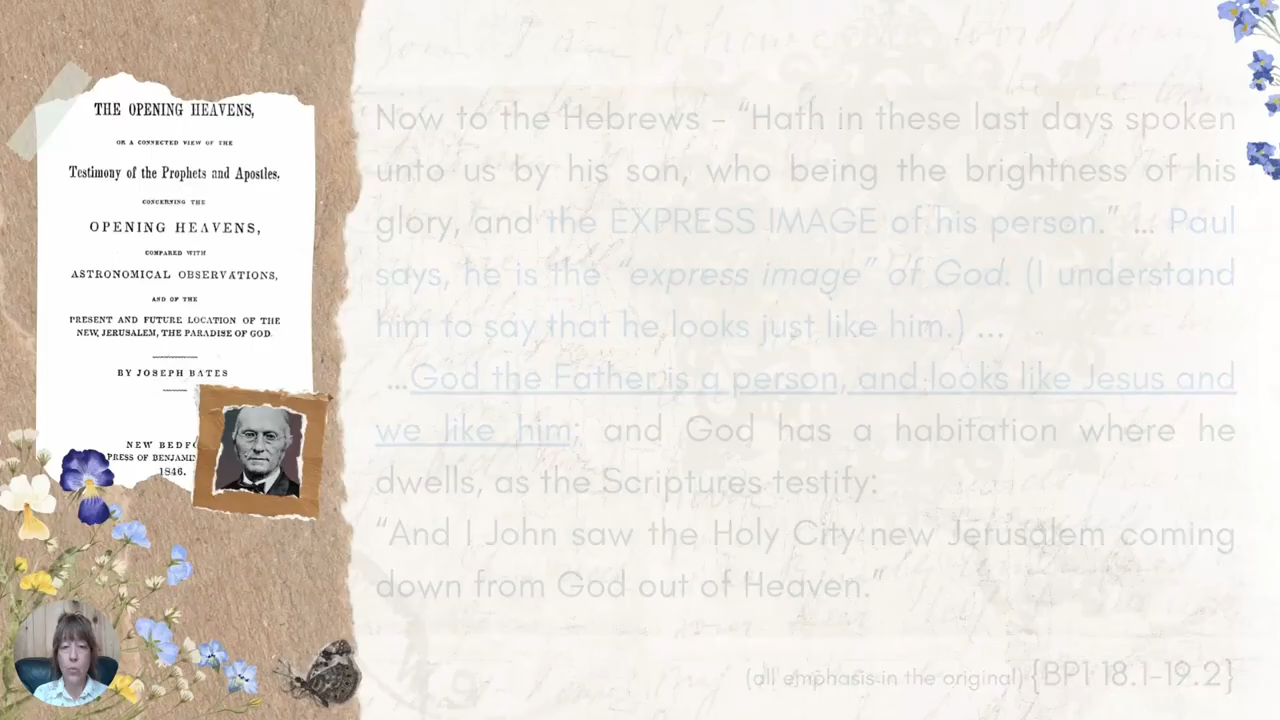 THE OPENING HEAVENS,
OR A CONNECTED VIEW OF THE
Testimony of the Prophets and Apostles,
CONCERNING THE
OPENING HEAVENS,
COMPARED WITH
ASTRONOMICAL OBSERVATIONS,
AND OF THE
PRESENT AND FUTURE LOCATION OF THE
NEW, JERUSALEM, THE PARADISE OF GOD.
BY JOSEPH BATES
NEW BEDFO
PRESS OF BENJAMIN
1846.
Now to the Hebrews - "Hath in these last days spoken
unto us by his son, who being the brightness of his
glory, and the EXPRESS IMAGE of his person." ... Paul
says, he is the "express image" of God. (I understand
him to say that he looks just like him.) ...
...God the Father is a person, and looks like Jesus and
we like him; and God has a habitation where he
dwells, as the Scriptures testify:
"And I John saw the Holy City new Jerusalem coming
down from God out of Heaven."
(all emphasis in the original) {BP1 18.1-19.2}